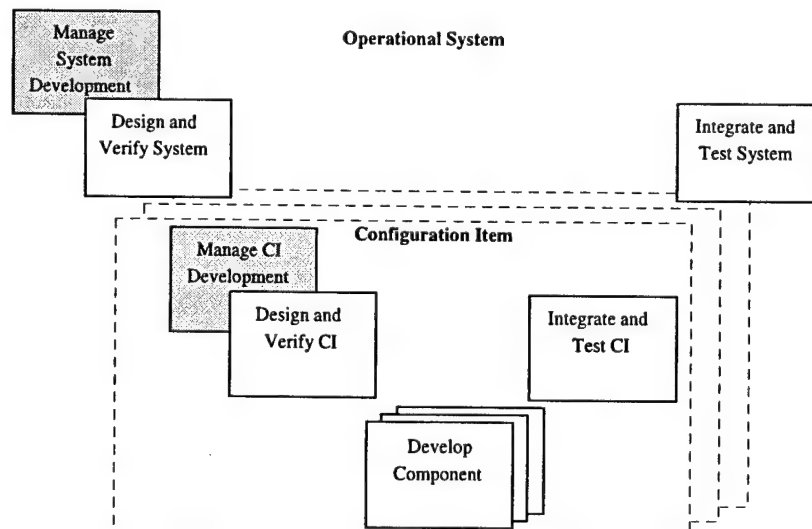 Manage
System
Development
Operational System
Design and
Verify System
Integrate and
Test System
Configuration Item
Manage CI
Development
Design and
Verify CI
Integrate and
Test CI
Develop
Component